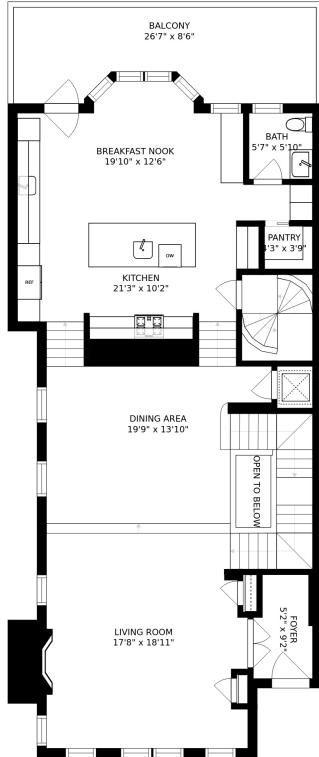 BALCONY
26'7" x 8'6"
BATH
5'7" x 5'10"
BREAKFAST NOOK
19'10" x 12'6"
PANTRY
4'3" x 3'9"
DW
KITCHEN
21'3" x 10'2"
REF
DINING AREA
19'9" x 13'10"
OPEN TO BELOW
FOYER
5'2" x 9'2"
LIVING ROOM
17'8" x 18'11"